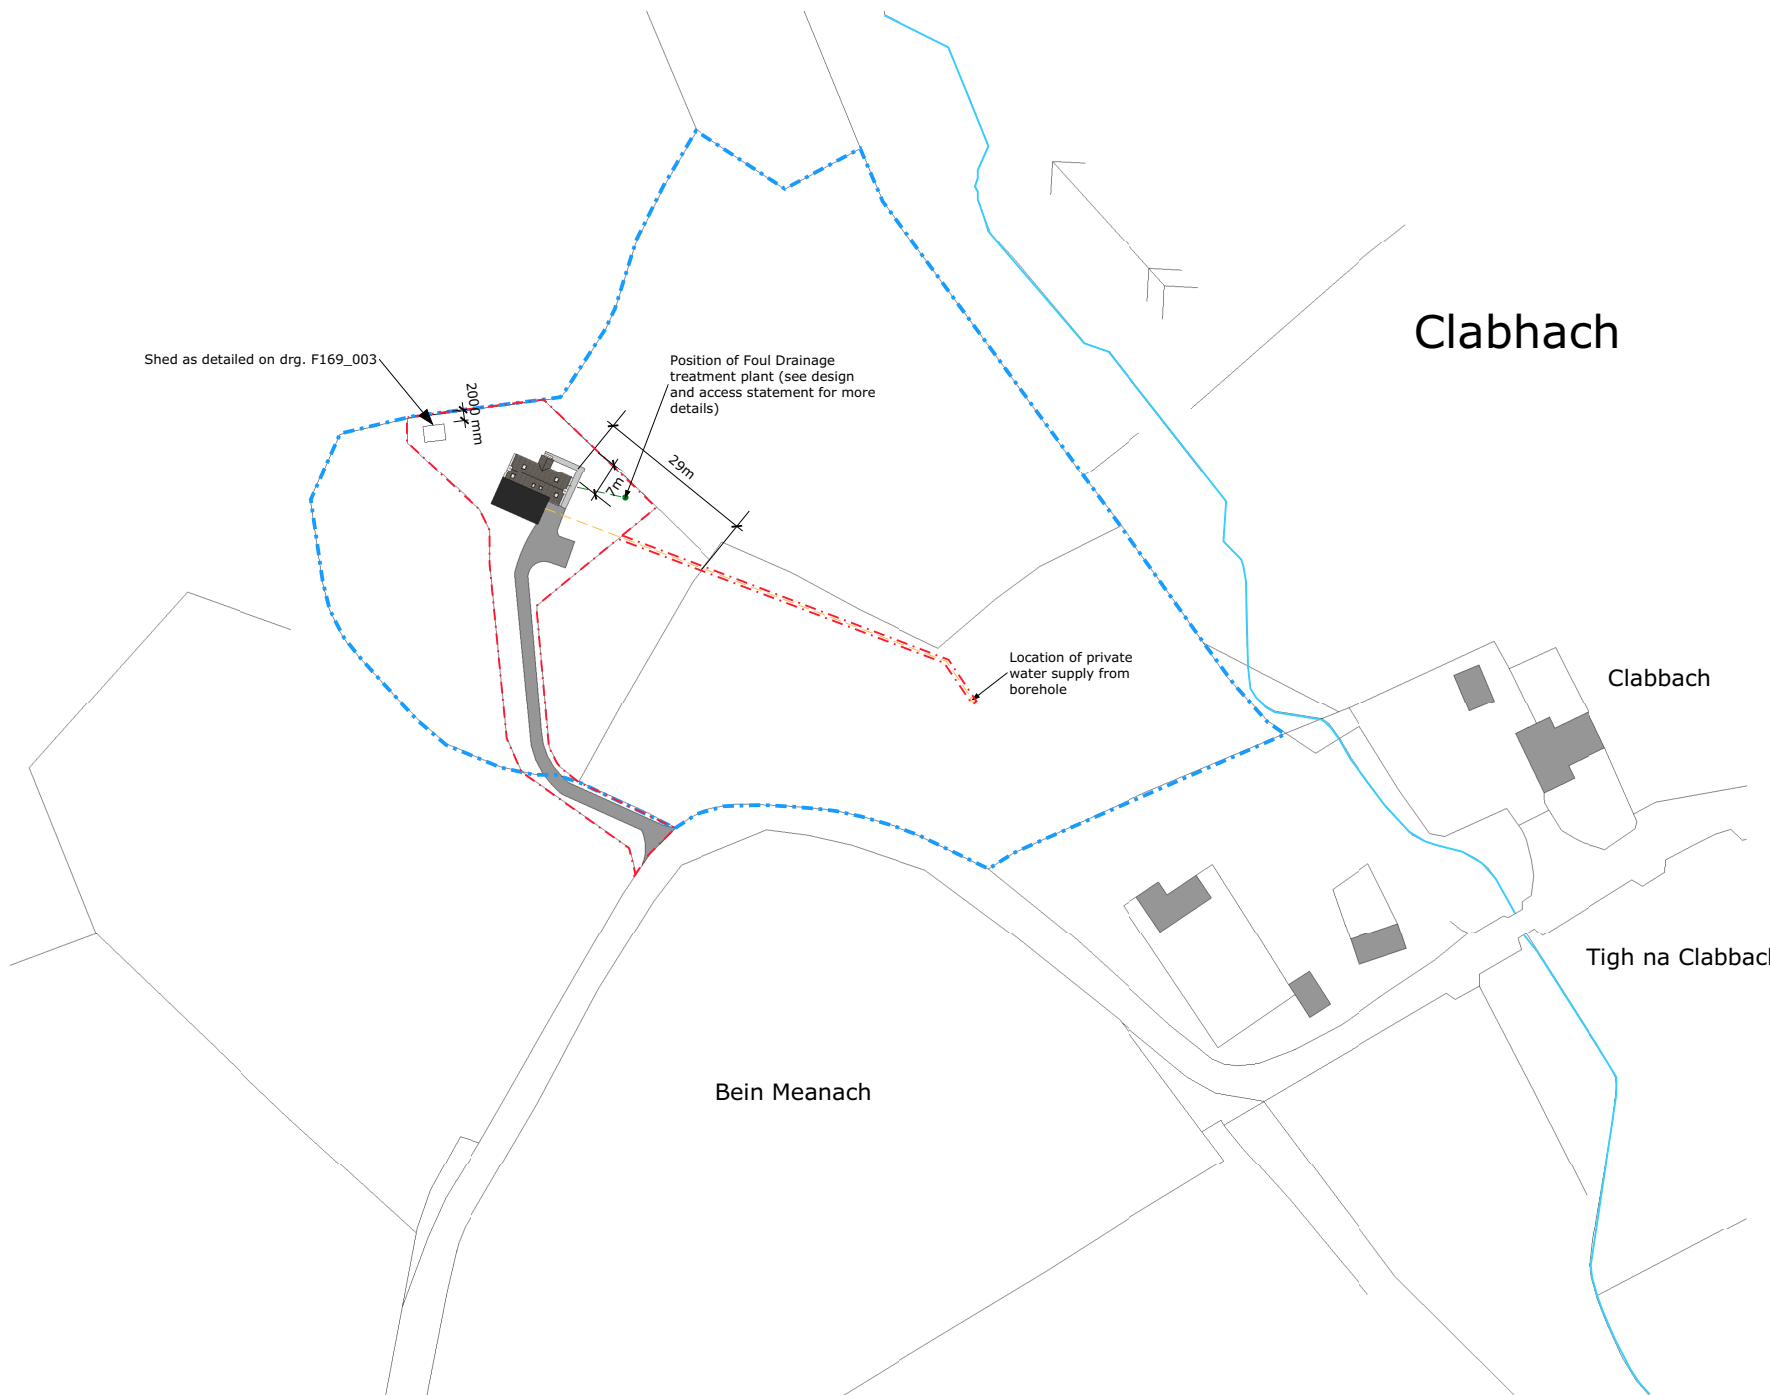 Clabhach
Shed as detailed on drg. F169_003
2000 mm
Position of Foul Drainage
treatment plant (see design
and access statement for more
details)
29m
7m
Location of private
water supply from
borehole
Clabbach
Tigh na Clabbach
Bein Meanach